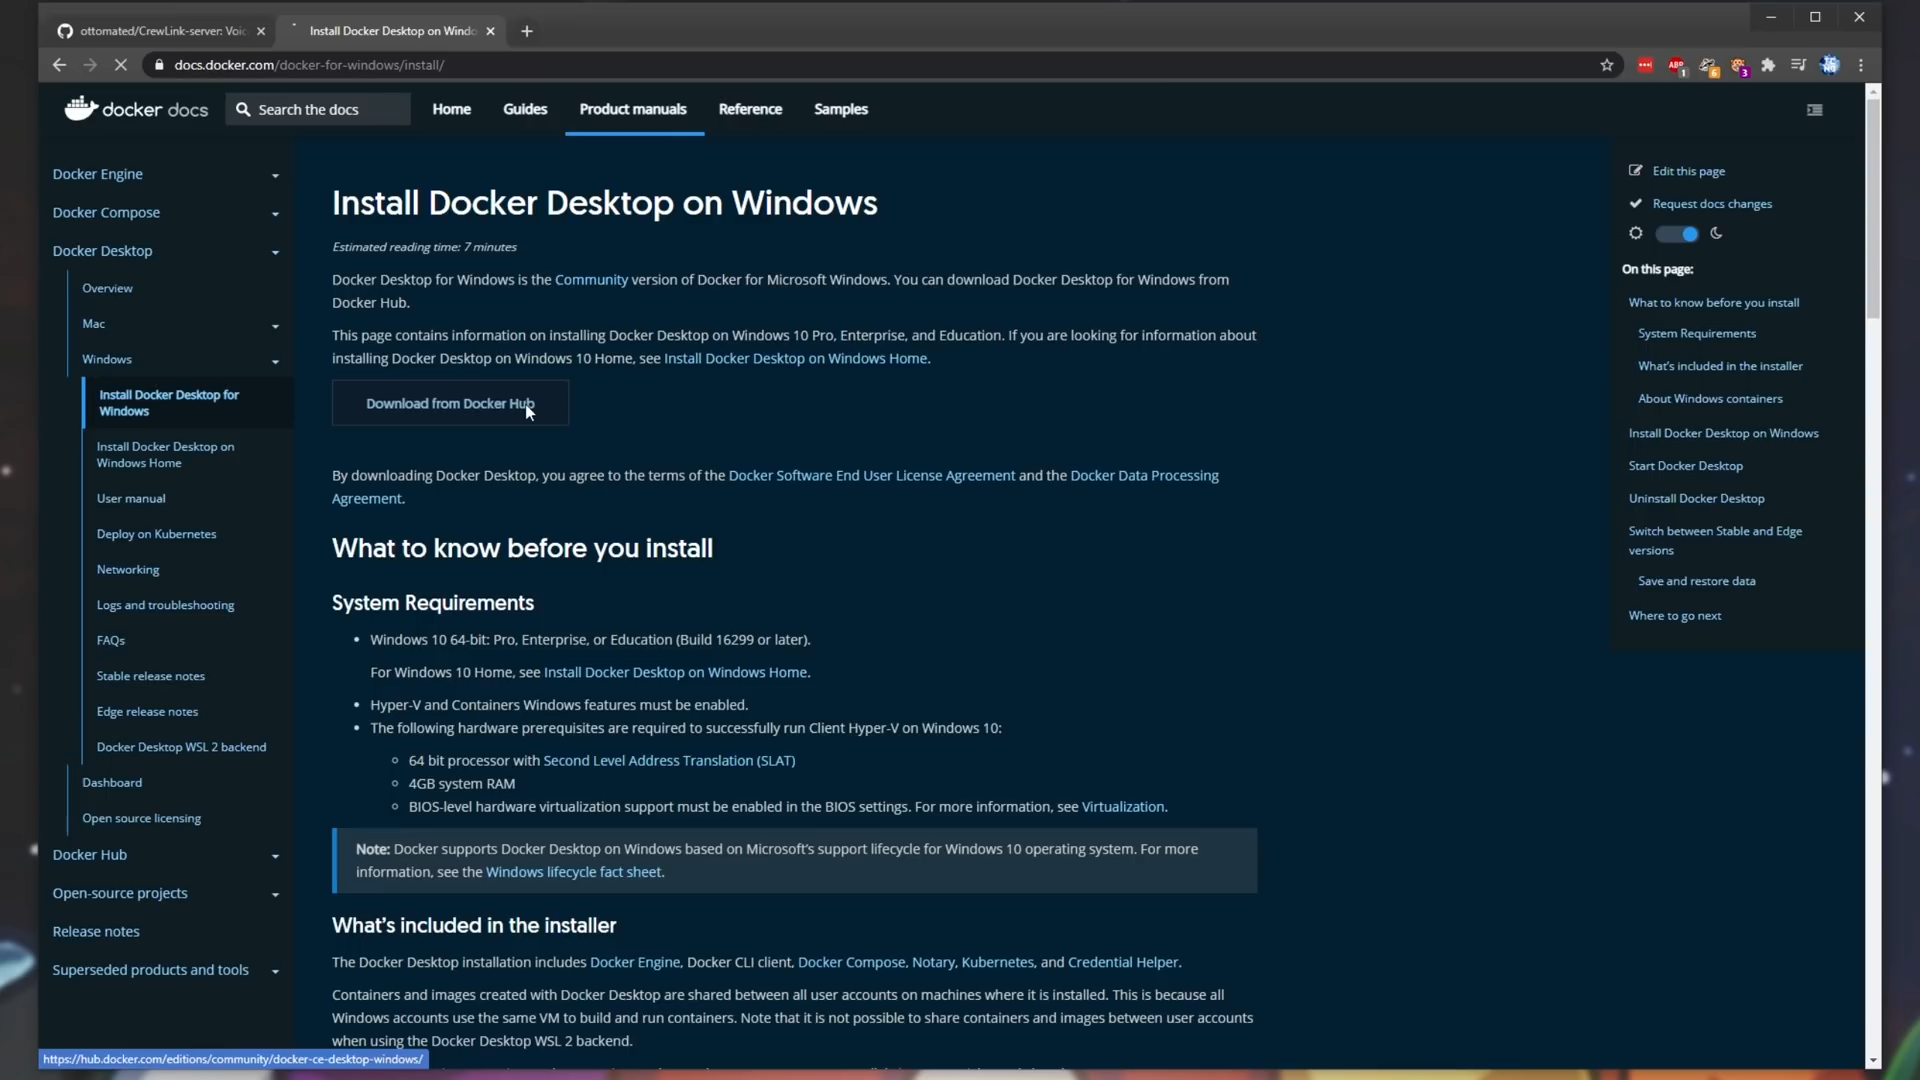 ottomated/CrewLink-server: Voic
Install Docker Desktop on Windo
docs.docker.com/docker-for-windows/install/
ABP
1
6
3
docker docs
Search the docs
Home
Guides
Product manuals
Reference
Samples
Docker Engine
Docker Compose
Docker Desktop
Overview
Mac
Windows
Install Docker Desktop for
Windows
Install Docker Desktop on
Windows Home
User manual
Deploy on Kubernetes
Networking
Logs and troubleshooting
FAQs
Stable release notes
Edge release notes
Docker Desktop WSL 2 backend
Dashboard
Open source licensing
Docker Hub
Open-source projects
Release notes
Superseded products and tools
Install Docker Desktop on Windows
Estimated reading time: 7 minutes
Docker Desktop for Windows is the Community version of Docker for Microsoft Windows. You can download Docker Desktop for Windows from
Docker Hub.
This page contains information on installing Docker Desktop on Windows 10 Pro, Enterprise, and Education. If you are looking for information about
installing Docker Desktop on Windows 10 Home, see Install Docker Desktop on Windows Home.
Download from Docker Hub
By downloading Docker Desktop, you agree to the terms of the Docker Software End User License Agreement and the Docker Data Processing
Agreement.
What to know before you install
System Requirements
• Windows 10 64-bit: Pro, Enterprise, or Education (Build 16299 or later).
For Windows 10 Home, see Install Docker Desktop on Windows Home.
• Hyper-V and Containers Windows features must be enabled.
• The following hardware prerequisites are required to successfully run Client Hyper-V on Windows 10:
◦ 64 bit processor with Second Level Address Translation (SLAT)
◦ 4GB system RAM
◦ BIOS-level hardware virtualization support must be enabled in the BIOS settings. For more information, see Virtualization.
Note: Docker supports Docker Desktop on Windows based on Microsoft's support lifecycle for Windows 10 operating system. For more
information, see the Windows lifecycle fact sheet.
What's included in the installer
The Docker Desktop installation includes Docker Engine, Docker CLI client, Docker Compose, Notary, Kubernetes, and Credential Helper.
Containers and images created with Docker Desktop are shared between all user accounts on machines where it is installed. This is because all
Windows accounts use the same VM to build and run containers. Note that it is not possible to share containers and images between user accounts
when using the Docker Desktop WSL 2 backend.
Edit this page
Request docs changes
On this page:
What to know before you install
System Requirements
What's included in the installer
About Windows containers
Install Docker Desktop on Windows
Start Docker Desktop
Uninstall Docker Desktop
Switch between Stable and Edge
versions
Save and restore data
Where to go next
https://hub.docker.com/editions/community/docker-ce-desktop-windows/